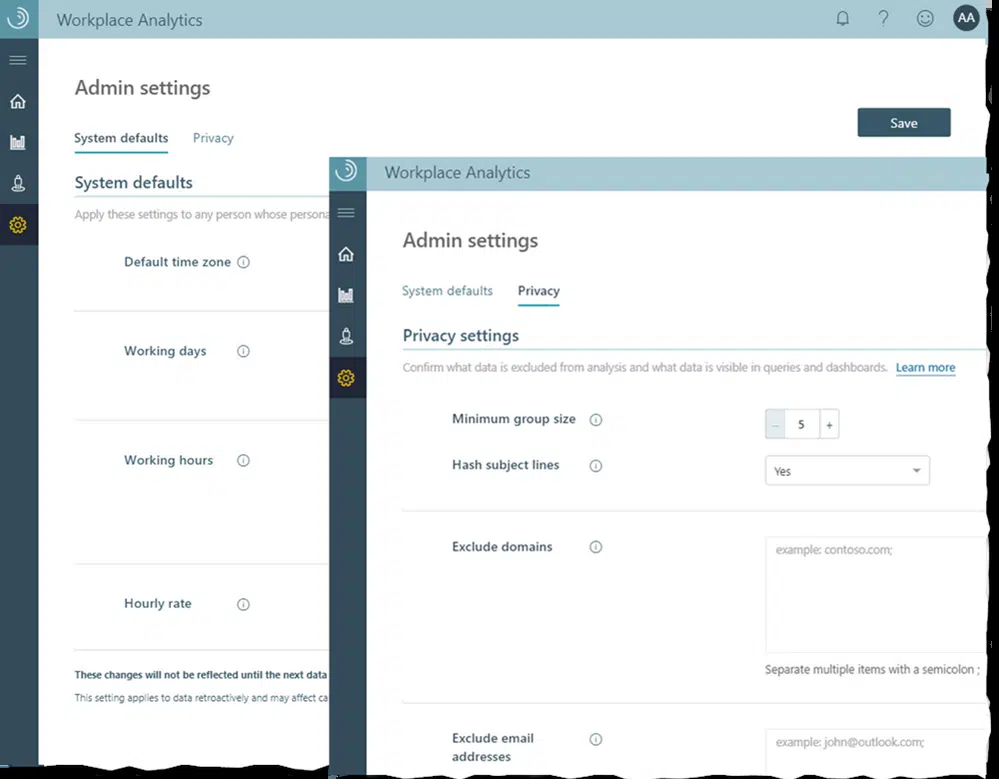 Workplace Analytics
?
AA
Admin settings
Save
System defaults
Privacy
System defaults
Apply these settings to any person whose persona
Default time zone
Working days
Working hours
Hourly rate
These changes will not be reflected until the next data
This setting applies to data retroactively and may affect ca
Workplace Analytics
Admin settings
System defaults
Privacy
Privacy settings
Confirm what data is excluded from analysis and what data is visible in queries and dashboards. Learn more
Minimum group size
- 5 +
Hash subject lines
Yes
Exclude domains
example: contoso.com;
Separate multiple items with a semicolon ;
Exclude email
addresses
example: john@outlook.com;